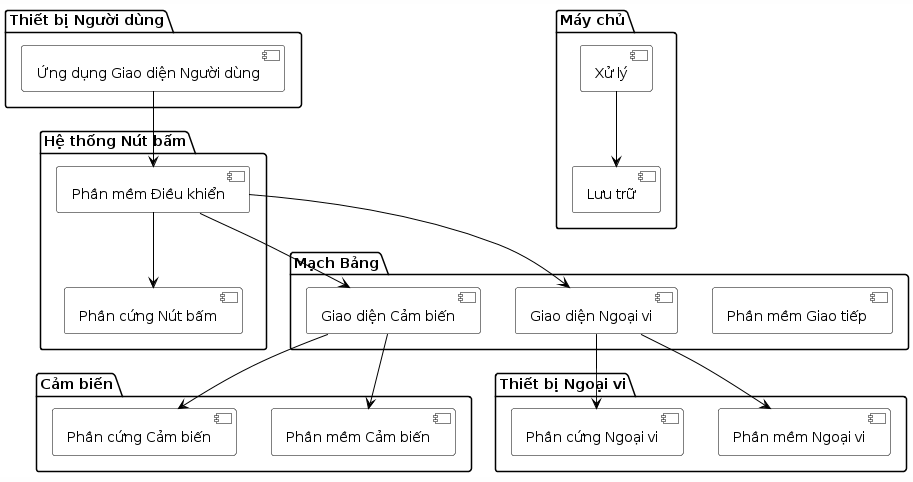 Thiết bị Người dùng
Ứng dụng Giao diện Người dùng
Máy chủ
Xử lý
Lưu trữ
Hệ thống Nút bấm
Phần mềm Điều khiển
Phần cứng Nút bấm
Mạch Bảng
Giao diện Cảm biến
Giao diện Ngoại vi
Phần mềm Giao tiếp
Cảm biến
Phần cứng Cảm biến
Phần mềm Cảm biến
Thiết bị Ngoại vi
Phần cứng Ngoại vi
Phần mềm Ngoại vi